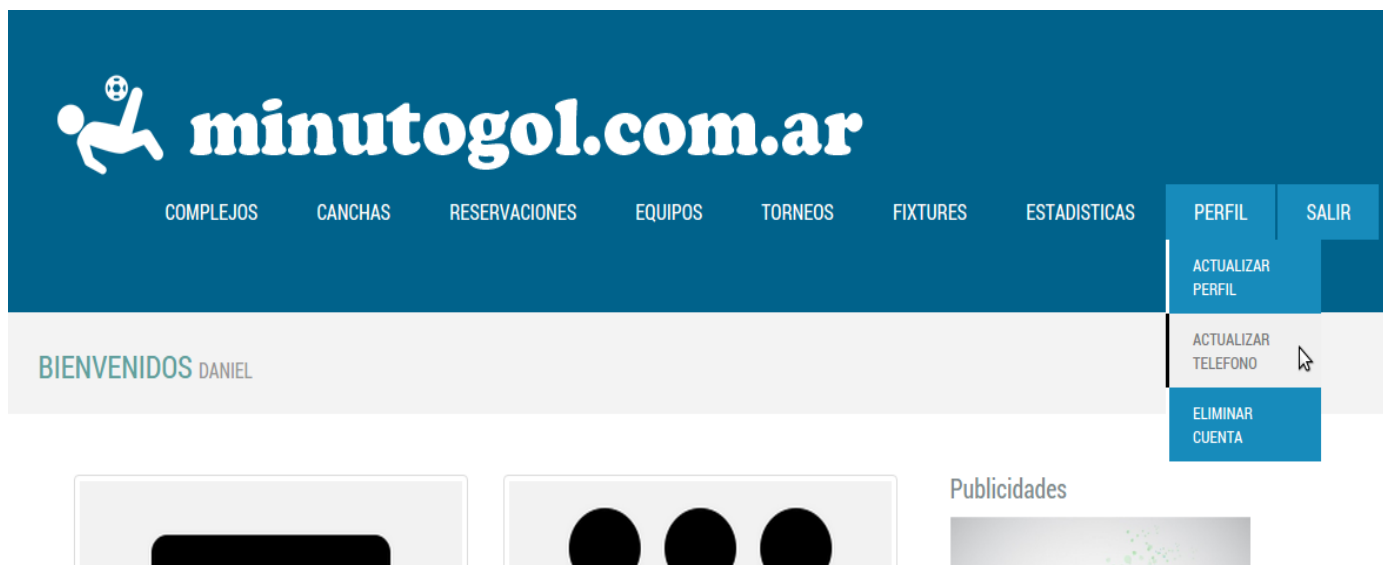 minutogol.com.ar
COMPLEJOS CANCHAS RESERVACIONES EQUIPOS TORNEOS FIXTURES ESTADISTICAS PERFIL SALIR
ACTUALIZAR
PERFIL
ACTUALIZAR
TELEFONO
ELIMINAR
CUENTA
BIENVENIDOS DANIEL
Publicidades